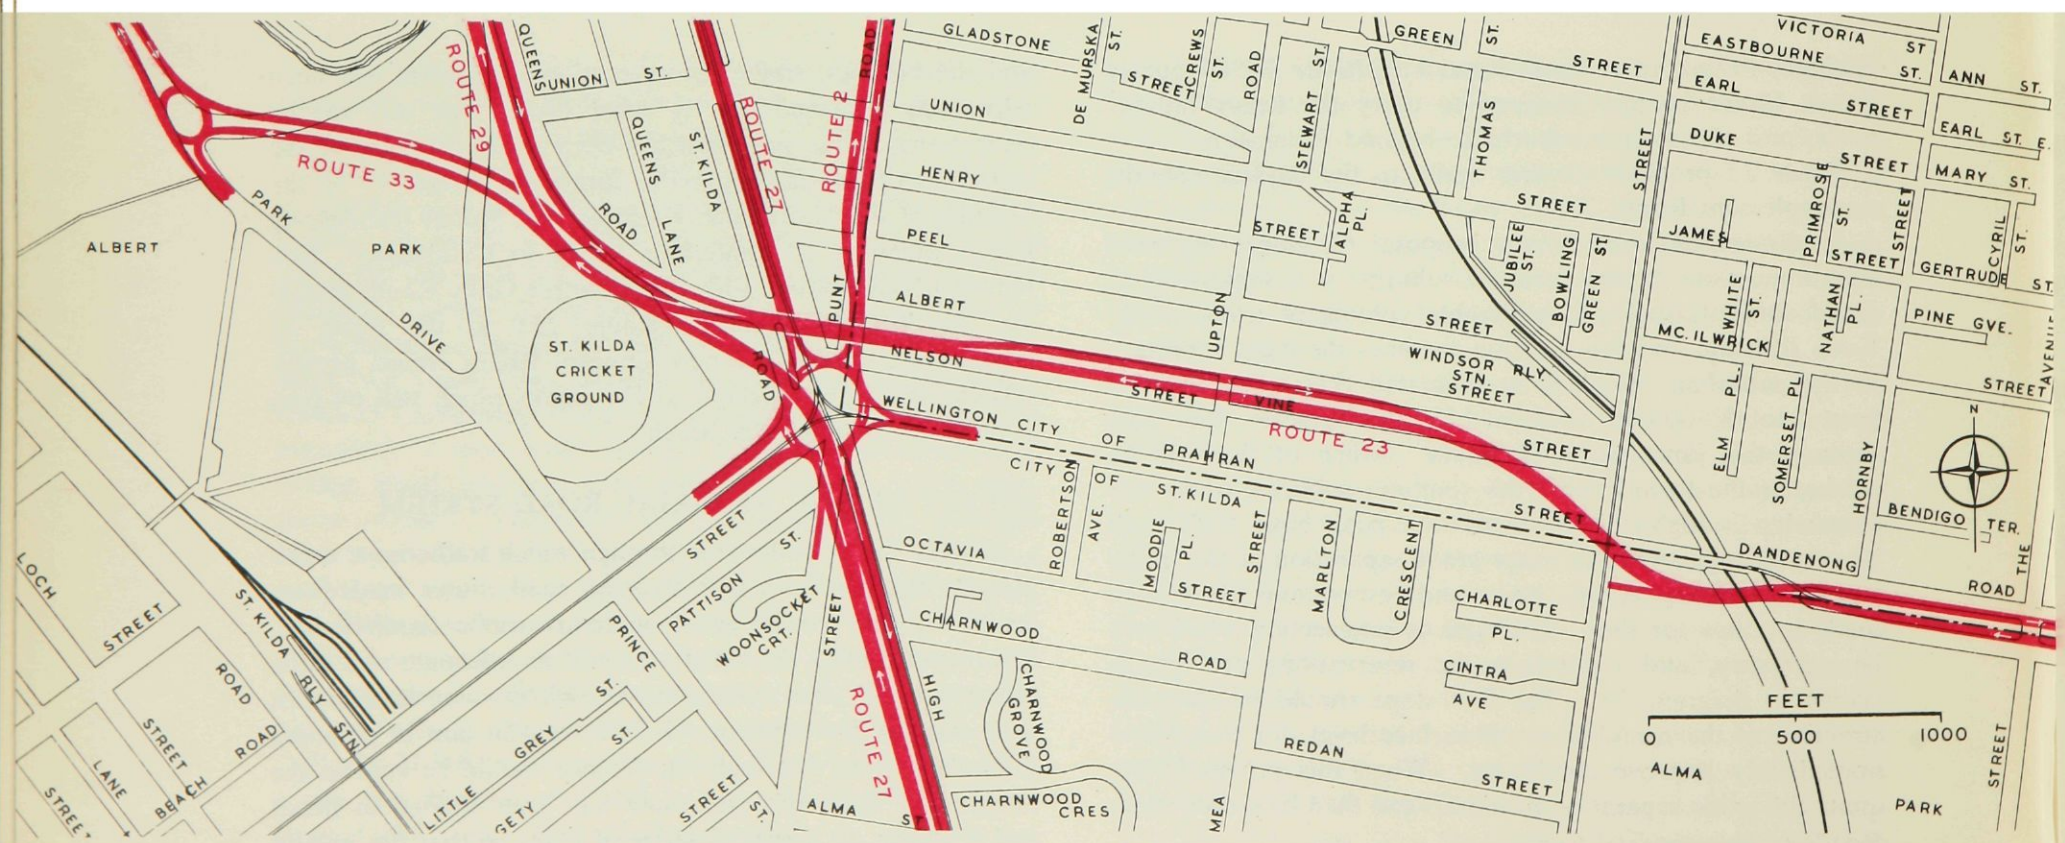 ROUTE 29
QUEENS
UNION ST.
QUEENS
LANE
ST. KILDA
ROAD
ROUTE 27
ROUTE 2
ROAD
PUNT
GLADSTONE
STREET
DE MURSKA
ST.
CREWS
ST.
ROAD
UPTON
STEWART ST.
GREEN
ST.
STREET
THOMAS
STREET
VICTORIA
ST
EASTBOURNE
ST.
ANN ST.
EARL
STREET
EARL ST. E.
DUKE
STREET
MARY ST.
UNION
HENRY
STREET
PEEL
STREET
ALPHA
PL.
ALBERT
STREET
JUBILEE
ST.
BOWLING
GREEN ST.
JAMES
STREET
PRIMROSE
ST.
STREET
CYRIL
ST.
GERTRUDE
ST.
WHITE
ST.
NATHAN
PL.
PINE GVE.
MC.ILWRICK
STREET
AVENUE
THE
ROUTE 33
PARK
DRIVE
ALBERT
PARK
ST. KILDA
CRICKET
GROUND
ROAD
NELSON
STREET
WINDSOR RLY.
STN.
STREET
VINE
STREET
ROUTE 23
WELLINGTON
STREET
CITY OF PRAHRAN
CITY OF ST.KILDA
ELM PL.
SOMERSET PL.
HORNBY
BENDIGO TER.
N
DANDENONG
ROAD
STREET
PATTISON
ST.
WOONSOCKET
CRT.
PRINCE
STREET
OCTAVIA
STREET
ROBERTSON
AVE.
MOODIE
PL.
STREET
MARLTON
CRESCENT
CHARLOTTE
PL.
CHARNWOOD
ROAD
CINTRA
AVE
LOCH
STREET
ST. KILDA
RLY STN.
ROAD
STREET
BEACH ROAD
LANE
STREET
LITTLE GREY
ST.
GETY
ST.
STREET
ST.
ROUTE 27
HIGH
CHARNWOOD
GROVE
CHARNWOOD
CRES
ALMA ST.
REDAN
STREET
MEA
FEET
0 500 1000
ALMA
PARK
STREET